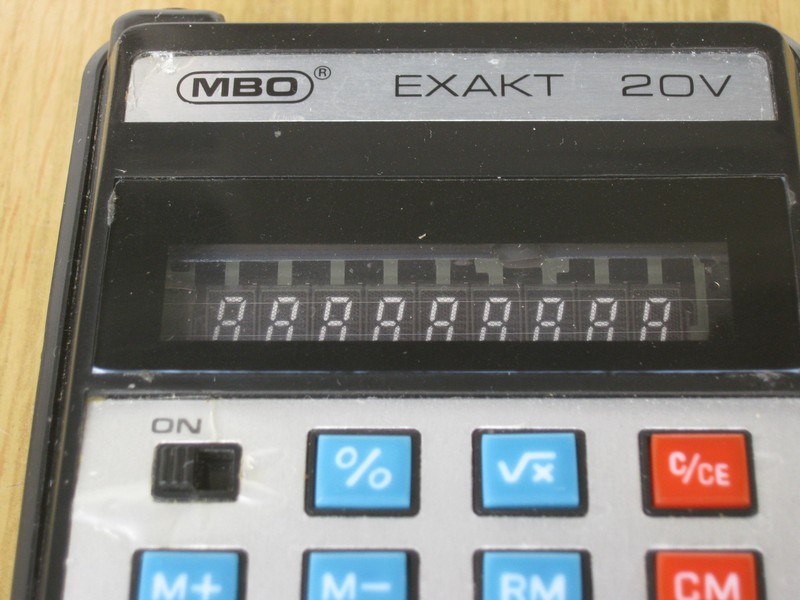 MBO® EXAKT 20V
ON
% √x C/CE
M+ M− RM CM